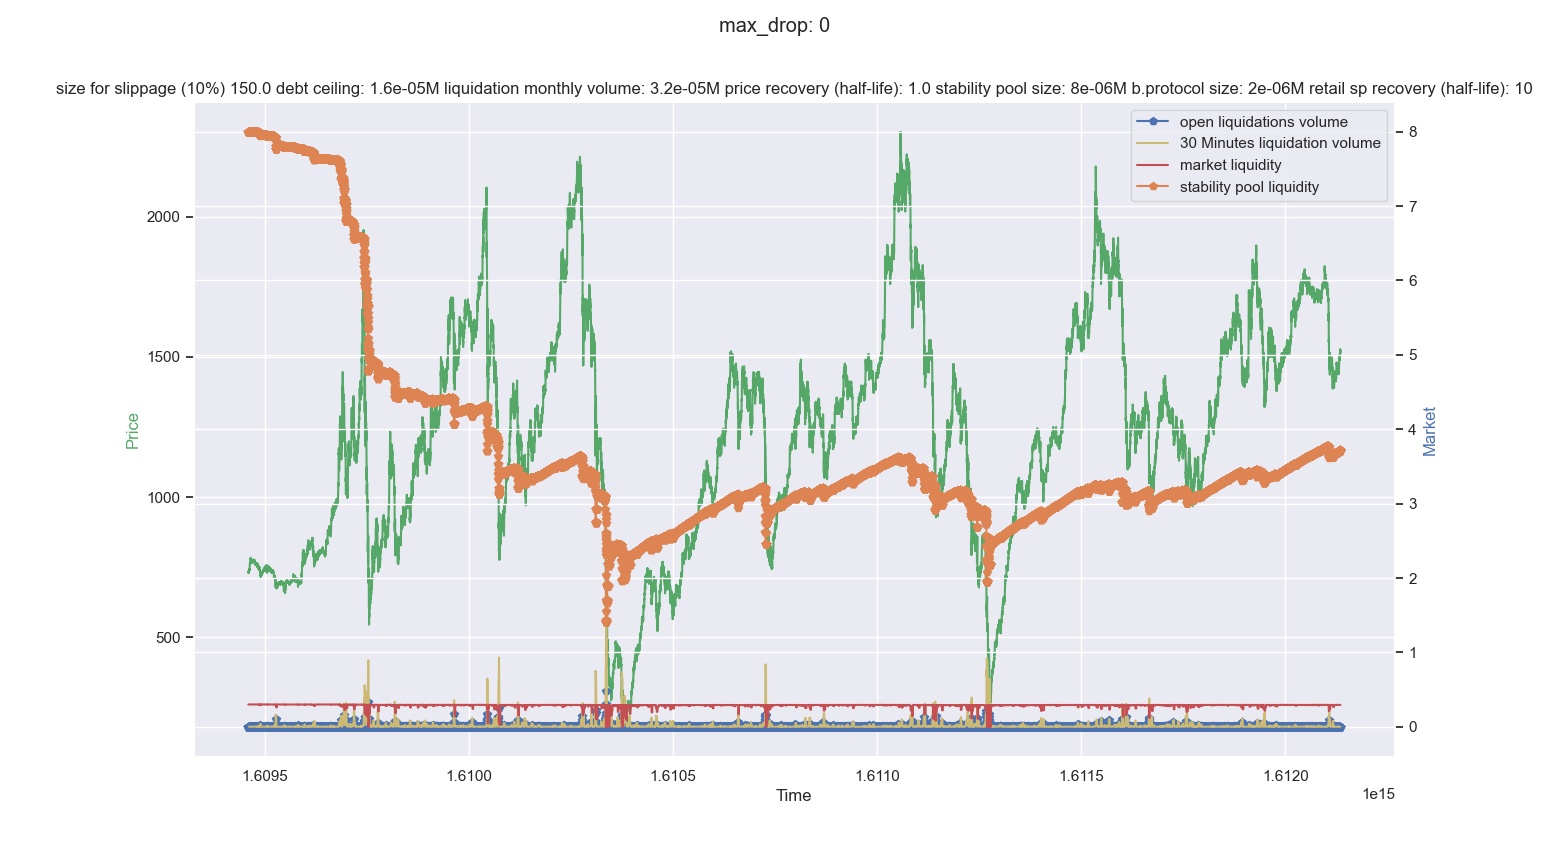 max_drop: 0
size for slippage (10%) 150.0 debt ceiling: 1.6e-05M liquidation monthly volume: 3.2e-05M price recovery (half-life): 1.0 stability pool size: 8e-06M b.protocol size: 2e-06M retail sp recovery (half-life): 10
open liquidations volume
30 Minutes liquidation volume
market liquidity
stability pool liquidity
2000
1500
1000
500
Price
8
7
6
5
4
3
2
1
0
Market
1.6095 1.6100 1.6105 1.6110 1.6115 1.6120
Time
1e15